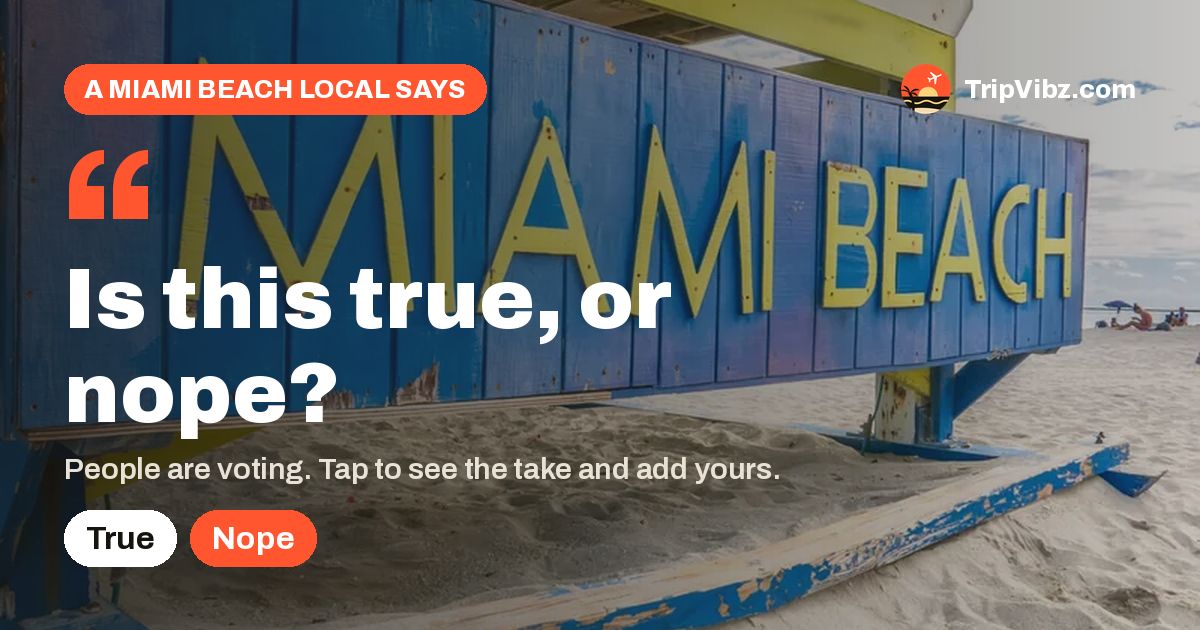 A MIAMI BEACH LOCAL SAYS
TripVibz.com
MIAMI BEACH
“
Is this true, or
nope?
People are voting. Tap to see the take and add yours.
True
Nope